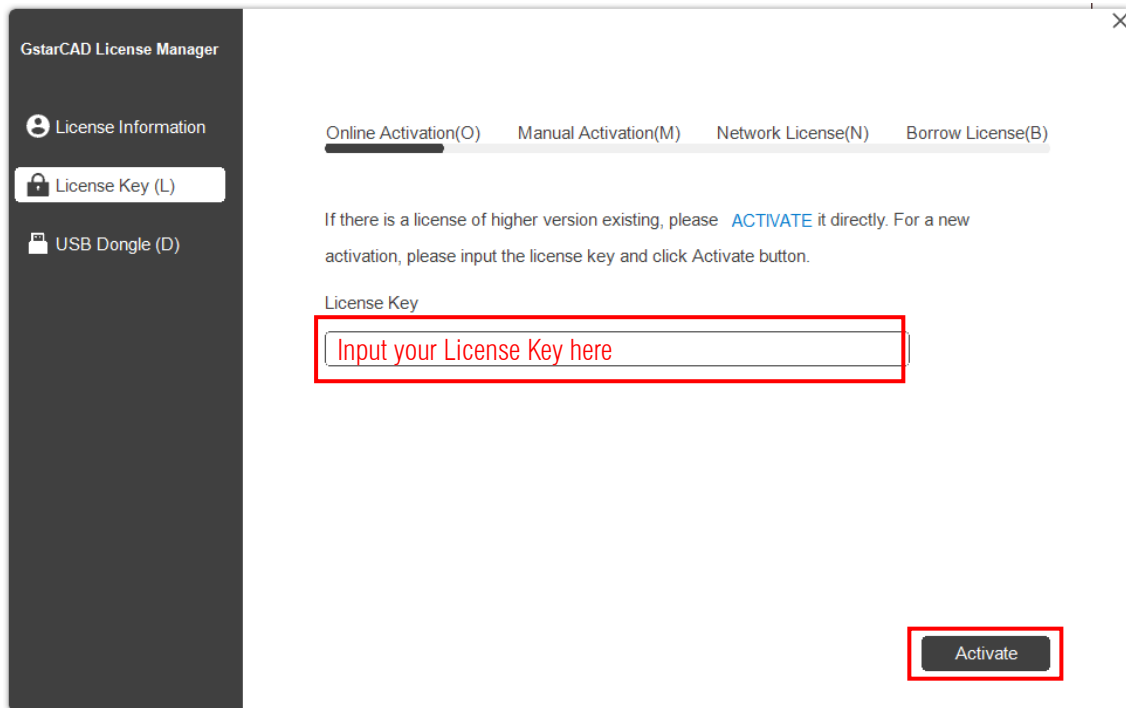 GstarCAD License Manager
License Information
License Key (L)
USB Dongle (D)
Online Activation(O) Manual Activation(M) Network License(N) Borrow License(B)
If there is a license of higher version existing, please ACTIVATE it directly. For a new
activation, please input the license key and click Activate button.
License Key
Input your License Key here
Activate